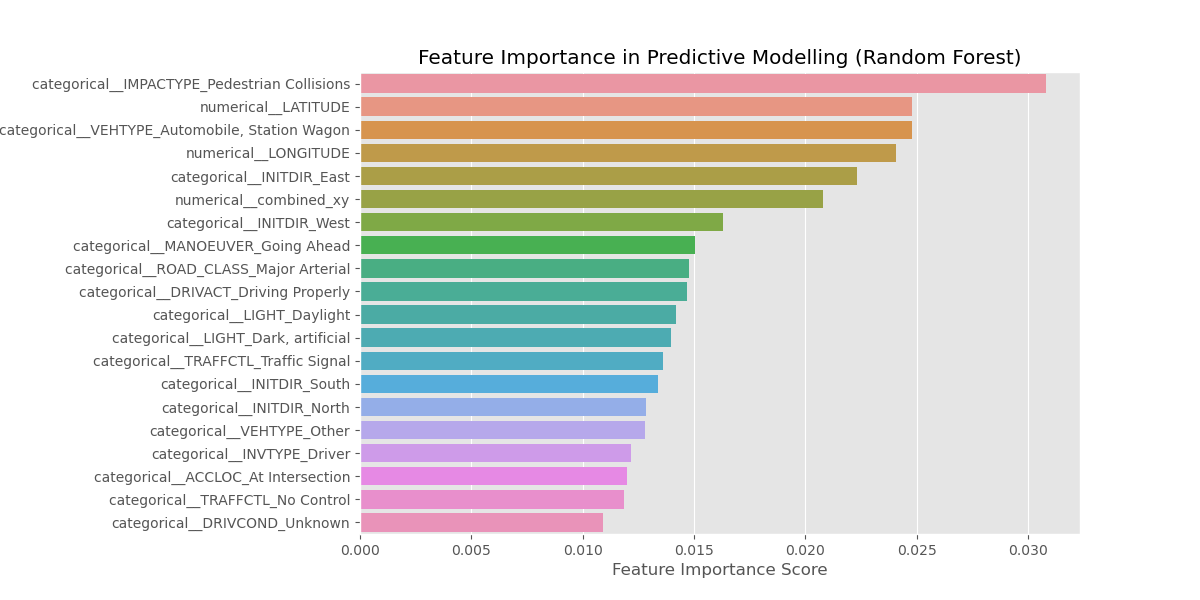 Feature Importance in Predictive Modelling (Random Forest)
categorical__IMPACTYPE_Pedestrian Collisions
numerical__LATITUDE
categorical__VEHTYPE_Automobile, Station Wagon
numerical__LONGITUDE
categorical__INITDIR_East
numerical__combined_xy
categorical__INITDIR_West
categorical__MANOEUVER_Going Ahead
categorical__ROAD_CLASS_Major Arterial
categorical__DRIVACT_Driving Properly
categorical__LIGHT_Daylight
categorical__LIGHT_Dark, artificial
categorical__TRAFFCTL_Traffic Signal
categorical__INITDIR_South
categorical__INITDIR_North
categorical__VEHTYPE_Other
categorical__INVTYPE_Driver
categorical__ACCLOC_At Intersection
categorical__TRAFFCTL_No Control
categorical__DRIVCOND_Unknown
0.000 0.005 0.010 0.015 0.020 0.025 0.030
Feature Importance Score